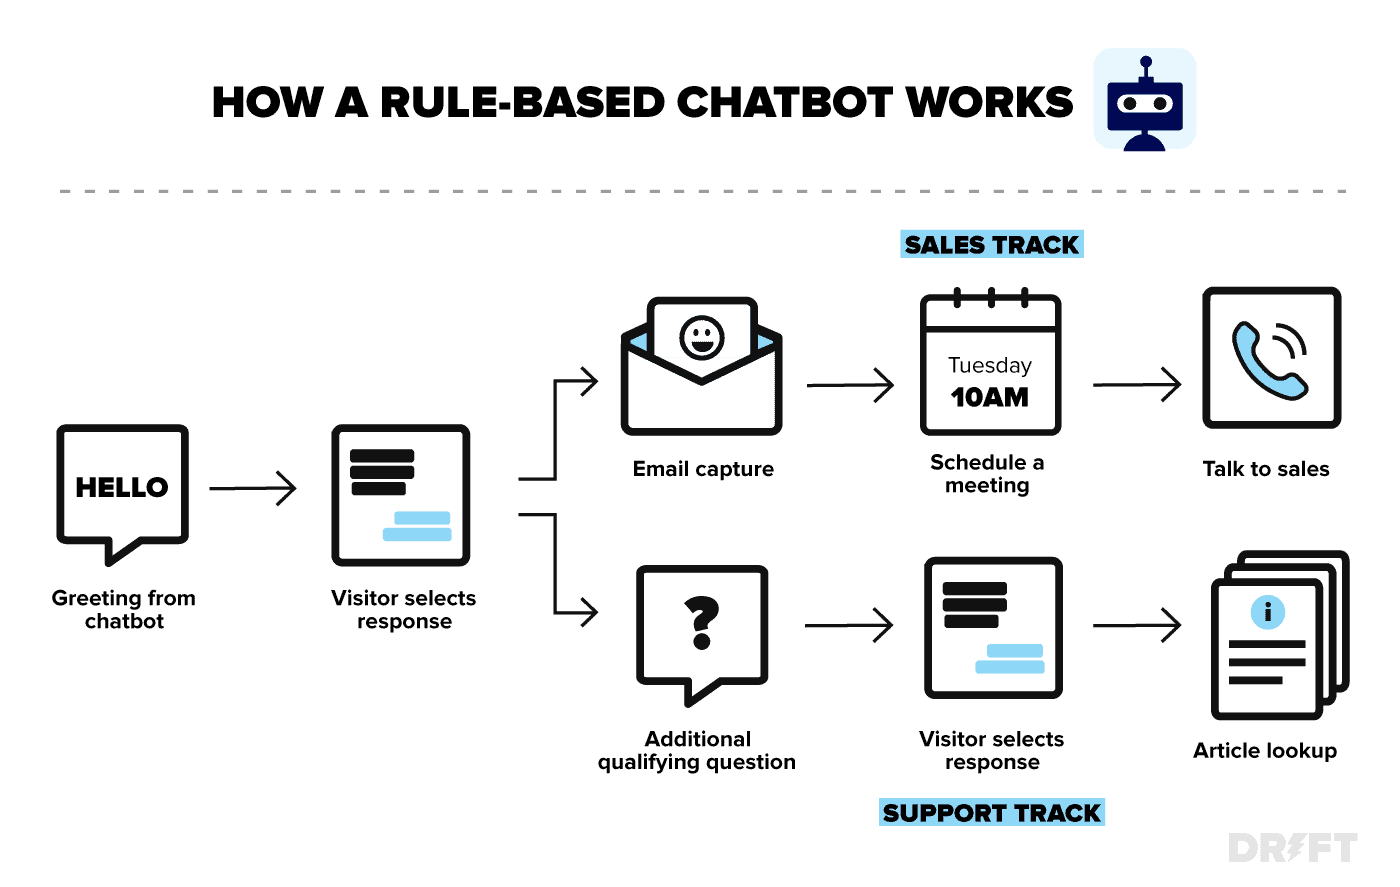 HOW A RULE-BASED CHATBOT WORKS
SALES TRACK
Tuesday
10AM
Email capture
Schedule a
meeting
Talk to sales
HELLO
Greeting from
chatbot
Visitor selects
response
?
Additional
qualifying question
Visitor selects
response
i
Article lookup
SUPPORT TRACK
DRIFT